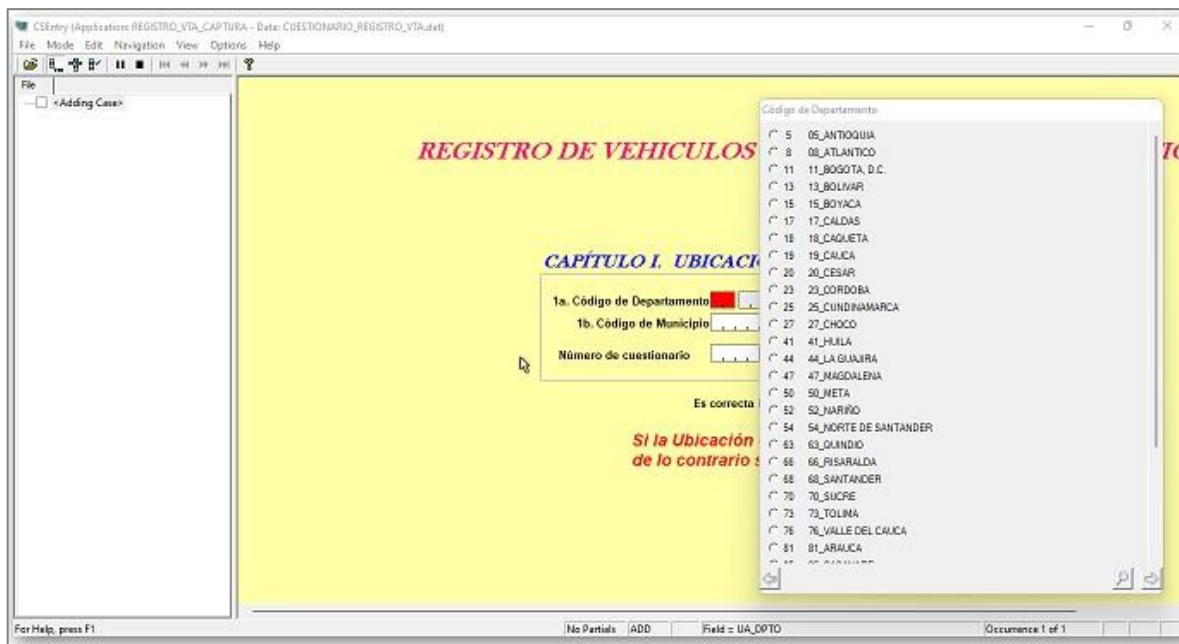 CSEntry (Application: REGISTRO_VTA_CAPTURA - Data: CUESTIONARIO_REGISTRO_VTA.dat)
File Mode Edit Navigation View Options Help
File
<Adding Case>
REGISTRO DE VEHICULOS
CAPÍTULO I. UBICACI
1a. Código de Departamento
1b. Código de Municipio
Número de cuestionario
Es correcta
Si la Ubicación
de lo contrario s
Código de Departamento
5 05_ANTIOQUIA
8 08_ATLANTICO
11 11_BOGOTA, D.C.
13 13_BOLIVAR
15 15_BOYACA
17 17_CALDAS
18 18_CAQUETA
19 19_CAUCA
20 20_CESAR
23 23_CORDOBA
25 25_CUNDINAMARCA
27 27_CHOCO
41 41_HUILA
44 44_LA GUAJIRA
47 47_MAGDALENA
50 50_META
52 52_NARIÑO
54 54_NORTE DE SANTANDER
63 63_QUINDIO
66 66_RISARALDA
68 68_SANTANDER
70 70_SUCRE
73 73_TOLIMA
76 76_VALLE DEL CAUCA
81 81_ARAUCA
For Help, press F1 No Partials ADD Field = UA_DPTO Occurrence 1 of 1